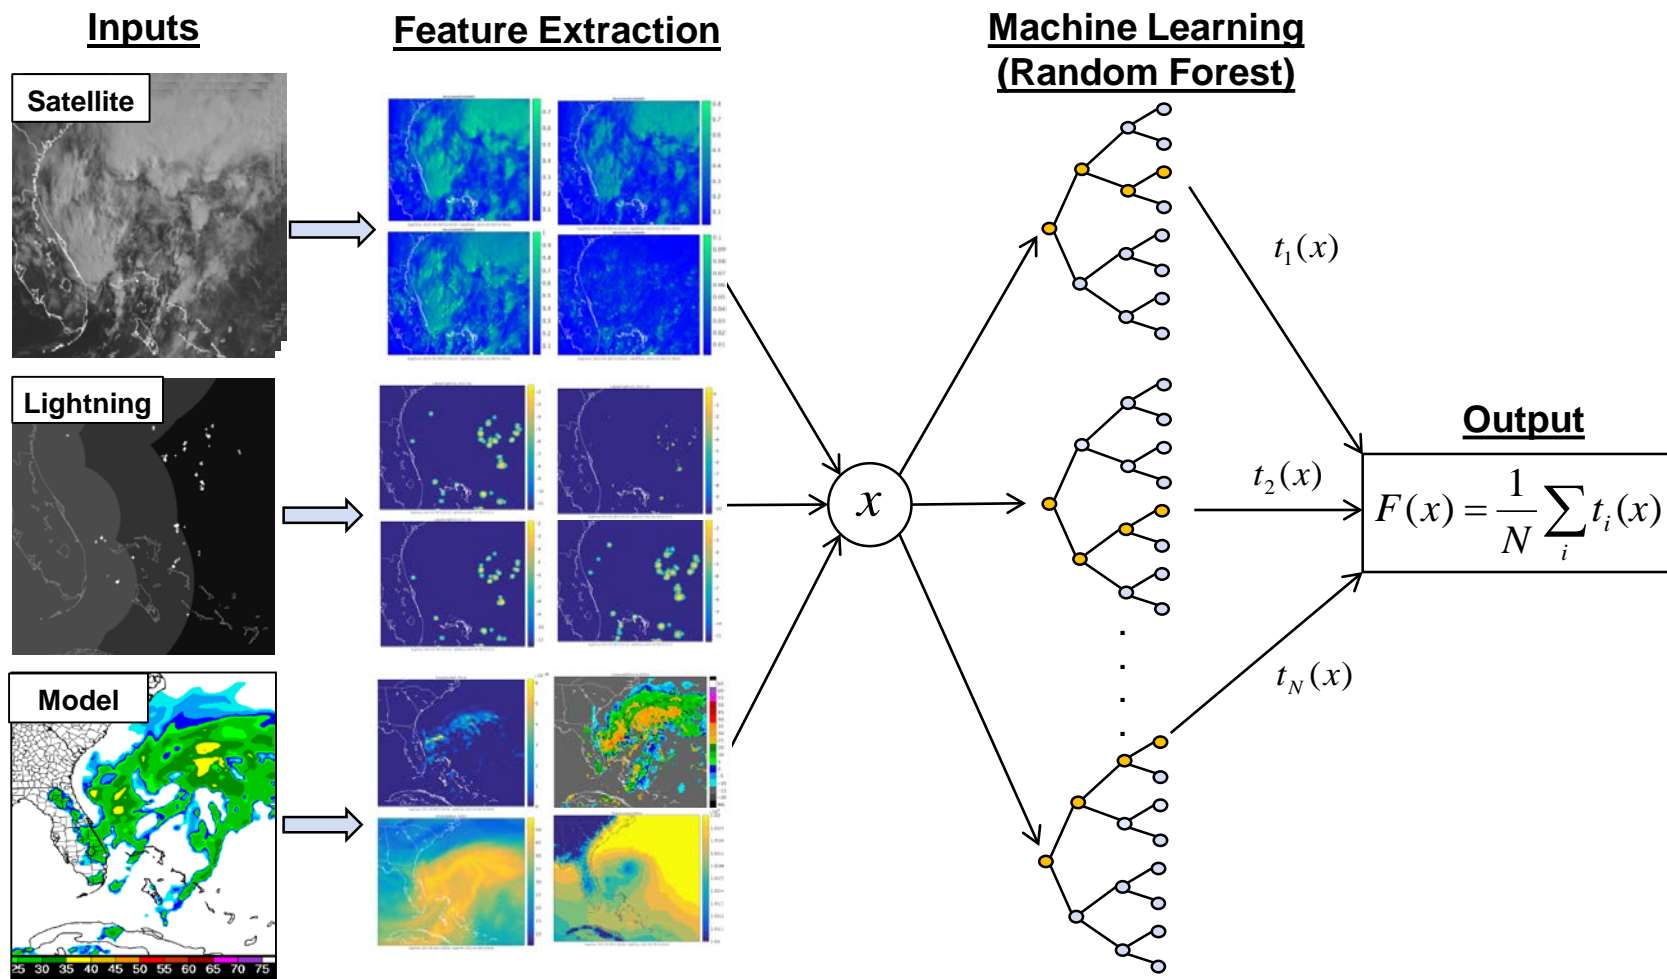 Inputs
Feature Extraction
Machine Learning
(Random Forest)
Satellite
Lightning
Model
25 30 35 40 45 50 55 60 65 70 75
x
t₁(x)
t₂(x)
t_N(x)
Output
F(x) = 1/N ∑ᵢ tᵢ(x)